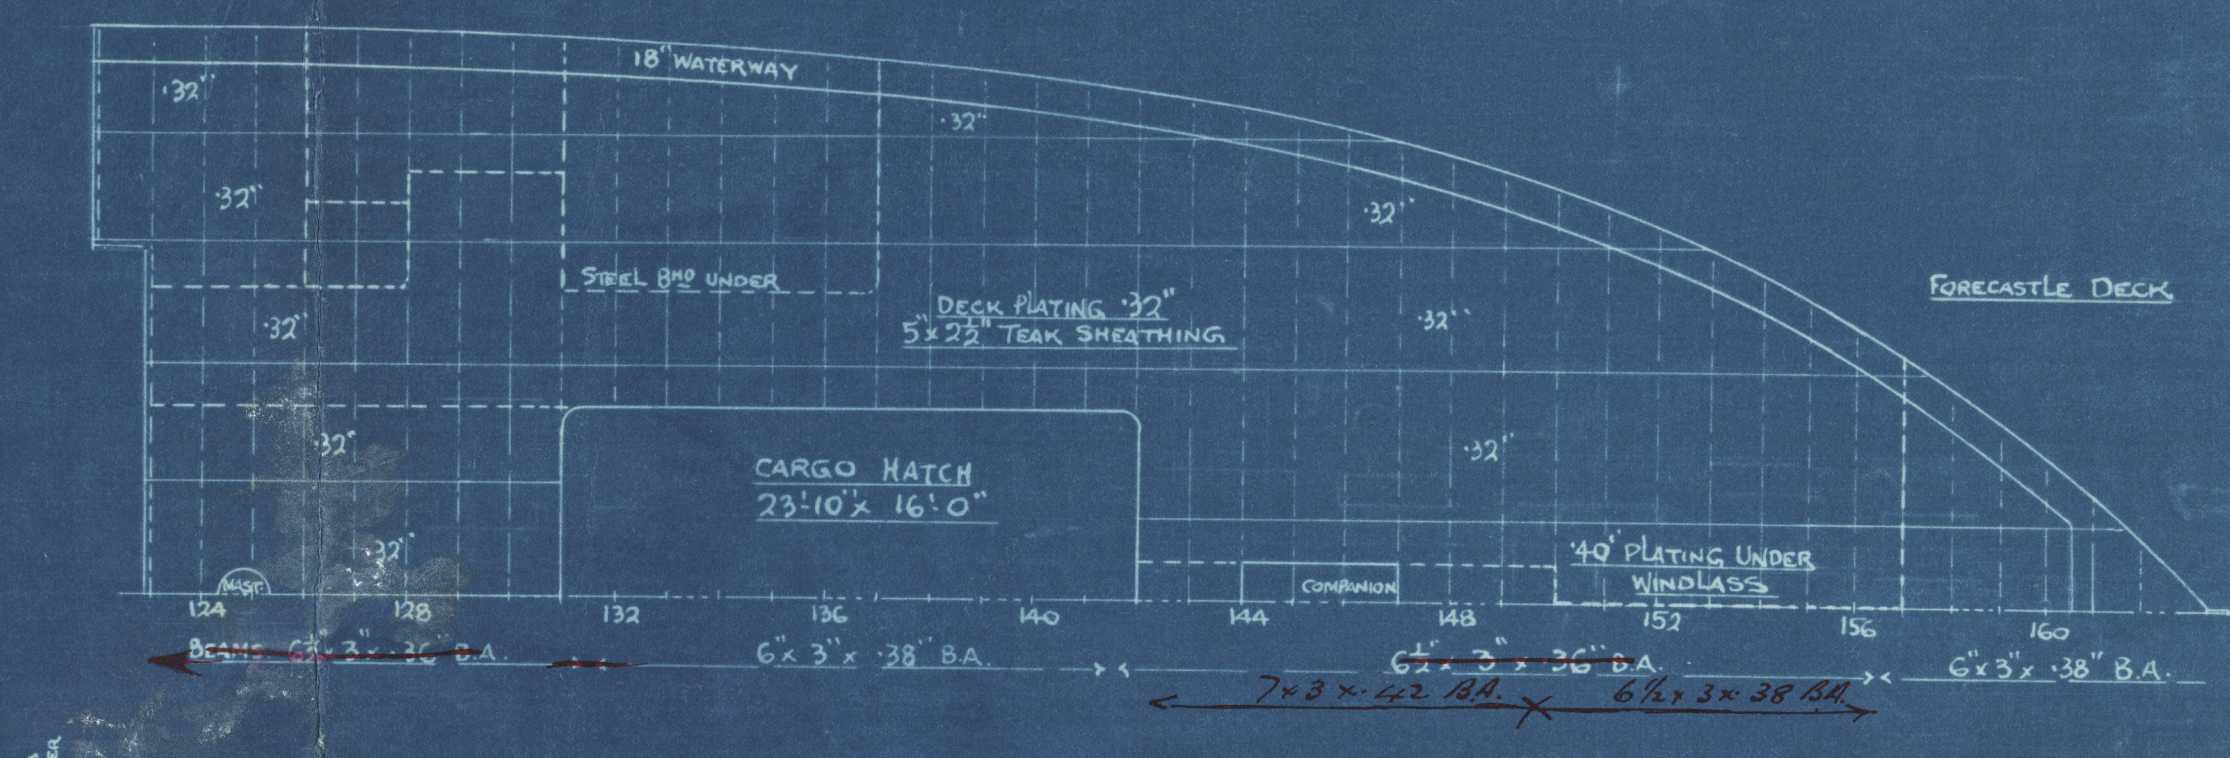 18" WATERWAY
.32"
.32"
.32"
.32"
STEEL BHD UNDER
FORECASTLE DECK
DECK PLATING .32"
5" x 2½" TEAK SHEATHING
.32"
.32"
.32"
.32"
CARGO HATCH
23'-10" x 16'-0"
.32"
.40" PLATING UNDER
WINDLASS
MAST.
COMPANION
124 128 132 136 140 144 148 152 156 160
BEAMS 6½" x 3" x .36" B.A. 6" x 3" x .38" B.A. 6½" x 3" x .36" B.A. 6" x 3" x .38" B.A.
7 x 3 x .42 B.A. 6½ x 3 x .38 B.A.